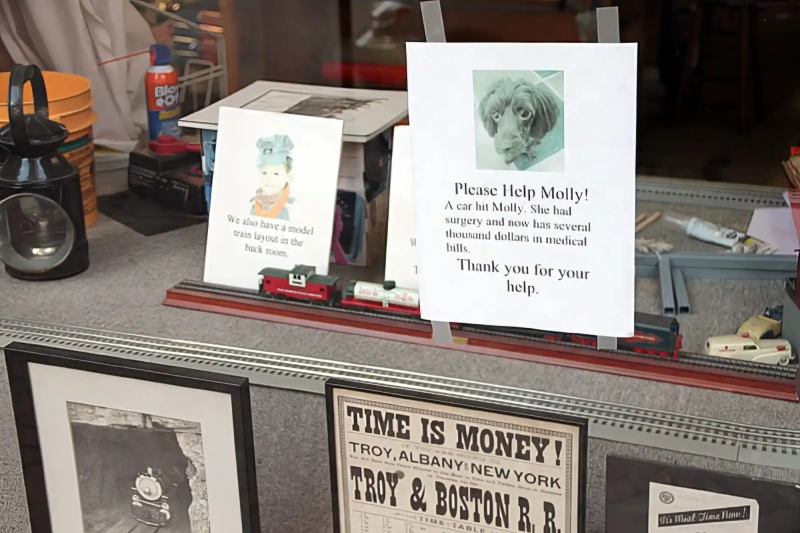 Please Help Molly!
A car hit Molly. She had
surgery and now has several
thousand dollars in medical
bills.
Thank you for your
help.
We also have a model
train layout in the
back room.
TIME IS MONEY!
TROY, ALBANY AND NEW YORK
TROY & BOSTON R. R.
TIME TABLE
It's Meal Time Now!